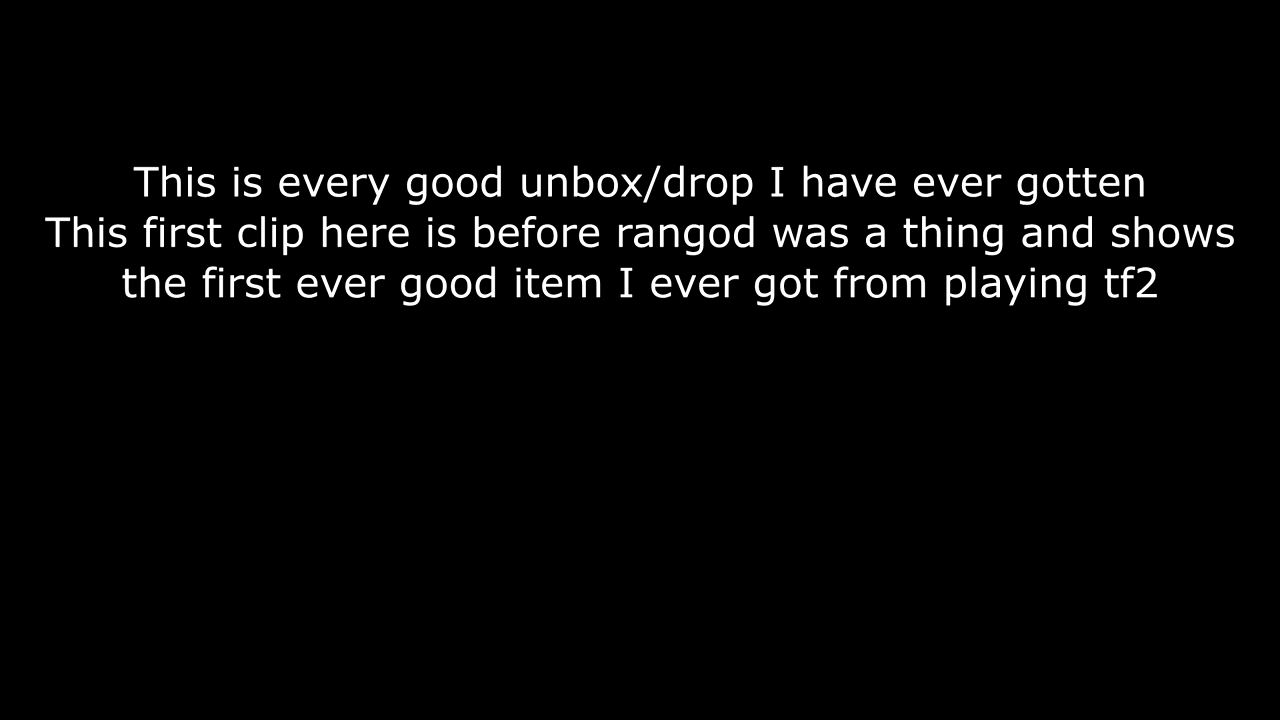 This is every good unbox/drop I have ever gotten
This first clip here is before rangod was a thing and shows
the first ever good item I ever got from playing tf2